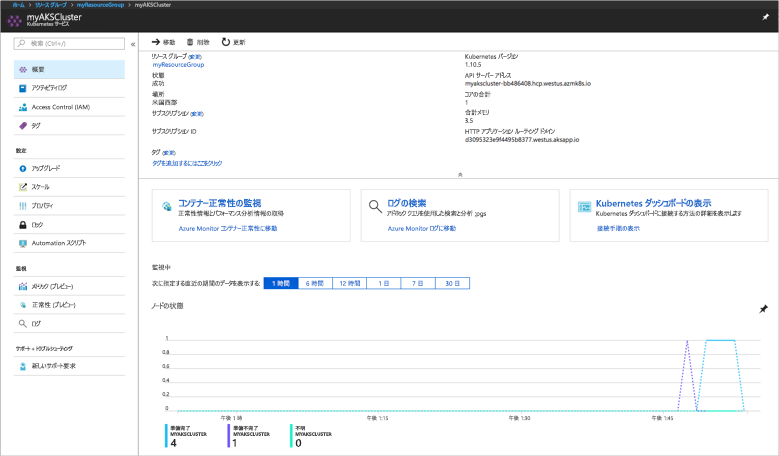 ホーム > リソース グループ > myResourceGroup > myAKSCluster
myAKSCluster
Kubernetes サービス
検索 (Ctrl+/)
概要
アクティビティログ
Access Control (IAM)
タグ
設定
アップグレード
スケール
プロパティ
ロック
Automation スクリプト
監視
メトリック (プレビュー)
正常性 (プレビュー)
ログ
サポート + トラブルシューティング
新しいサポート要求
移動 削除 更新
リソース グループ (変更)
myResourceGroup
状態
成功
場所
米国西部
サブスクリプション (変更)
サブスクリプション ID
タグ (変更)
タグを追加するにはここをクリック
Kubernetes バージョン
1.10.5
API サーバー アドレス
myakscluster-bb486408.hcp.westus.azmk8s.io
コアの合計
1
合計メモリ
3.5
HTTP アプリケーション ルーティング ドメイン
d3095323e9f4495b8377.westus.aksapp.io
コンテナー正常性の監視
正常性情報とパフォーマンス分析情報の取得
Azure Monitor コンテナー正常性に移動
ログの検索
アドホック クエリを使用した検索と分析 .pgs
Azure Monitor ログに移動
Kubernetes ダッシュボードの表示
Kubernetes ダッシュボードに接続する方法の詳細を表示します
接続手順の表示
監視中
次に指定する直近の期間のデータを表示する: 1 時間 6 時間 12 時間 1 日 7 日 30 日
ノードの状態
1
0.8
0.6
0.4
0.2
0
午後 1 時 午後 1:15 午後 1:30 午後 1:45
準備完了
MYAKSCLUSTER
4
準備不完了
MYAKSCLUSTER
1
不明
MYAKSCLUSTER
0